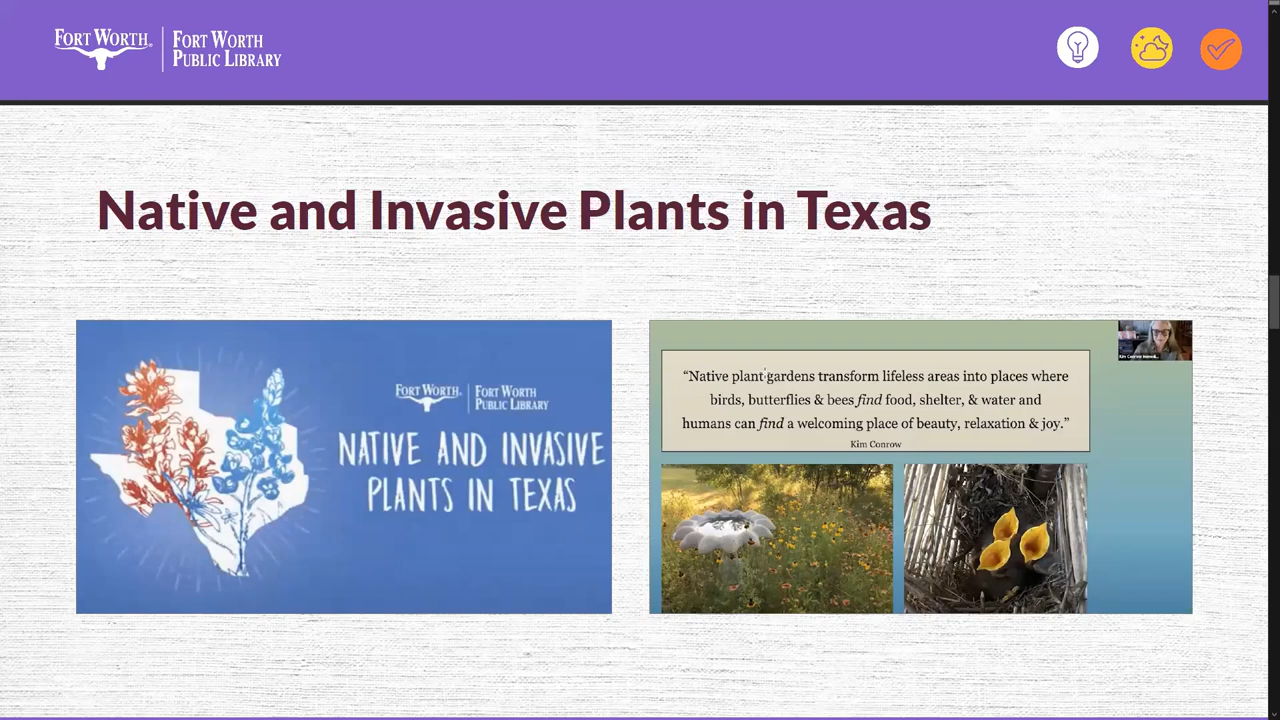 FORT WORTH®
FORT WORTH
PUBLIC LIBRARY
Native and Invasive Plants in Texas
FORT WORTH.
FORT WORTH
PUBLIC LIBRARY
NATIVE AND INVASIVE
PLANTS IN TEXAS
“Native plant gardens transform lifeless areas into places where
birds, butterflies & bees find food, shelter, & water and
humans can find a welcoming place of beauty, relaxation & joy.”
Kim Conrow
Kim Conrow